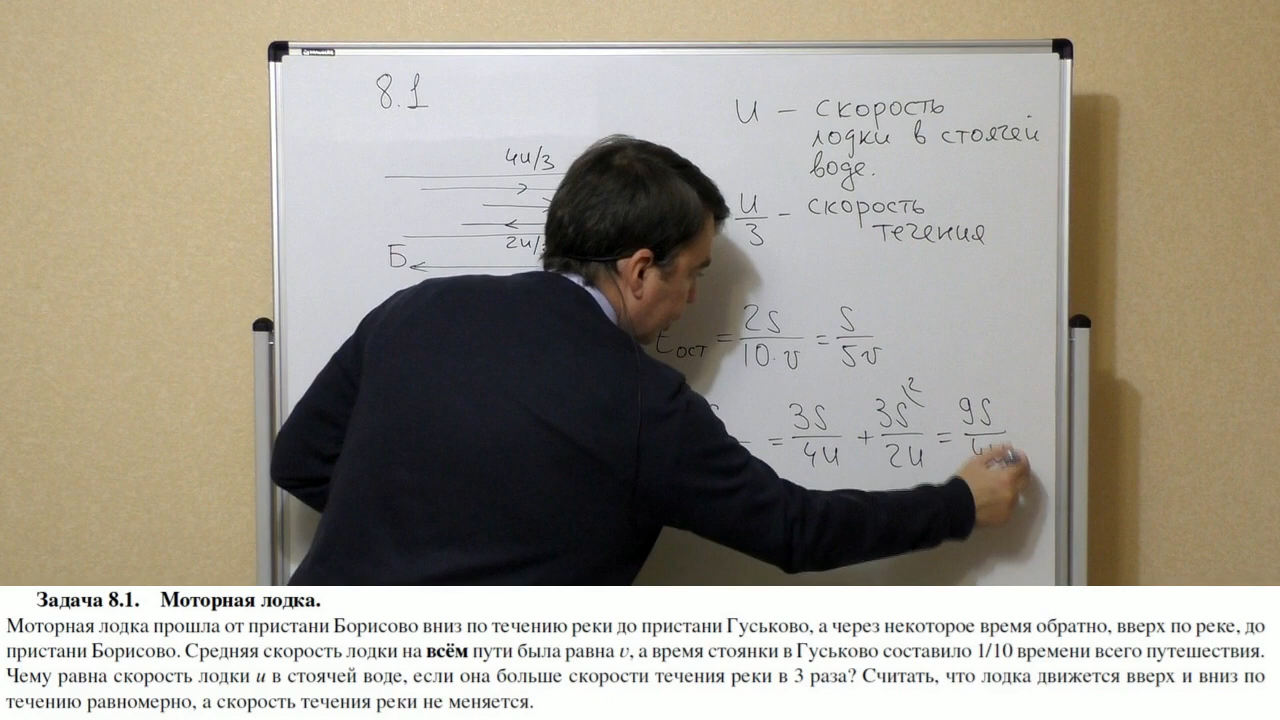 8.1
u – скорость
лодки в стоячей
воде.
4u/3
u/3 – скорость
течения
2u/
Б
tост = 2S/10·v = S/5v
= 3S/4u + 3S/2u = 9S/4u
Задача 8.1. Моторная лодка.
Моторная лодка прошла от пристани Борисово вниз по течению реки до пристани Гуськово, а через некоторое время обратно, вверх по реке, до
пристани Борисово. Средняя скорость лодки на всём пути была равна v, а время стоянки в Гуськово составило 1/10 времени всего путешествия.
Чему равна скорость лодки u в стоячей воде, если она больше скорости течения реки в 3 раза? Считать, что лодка движется вверх и вниз по
течению равномерно, а скорость течения реки не меняется.